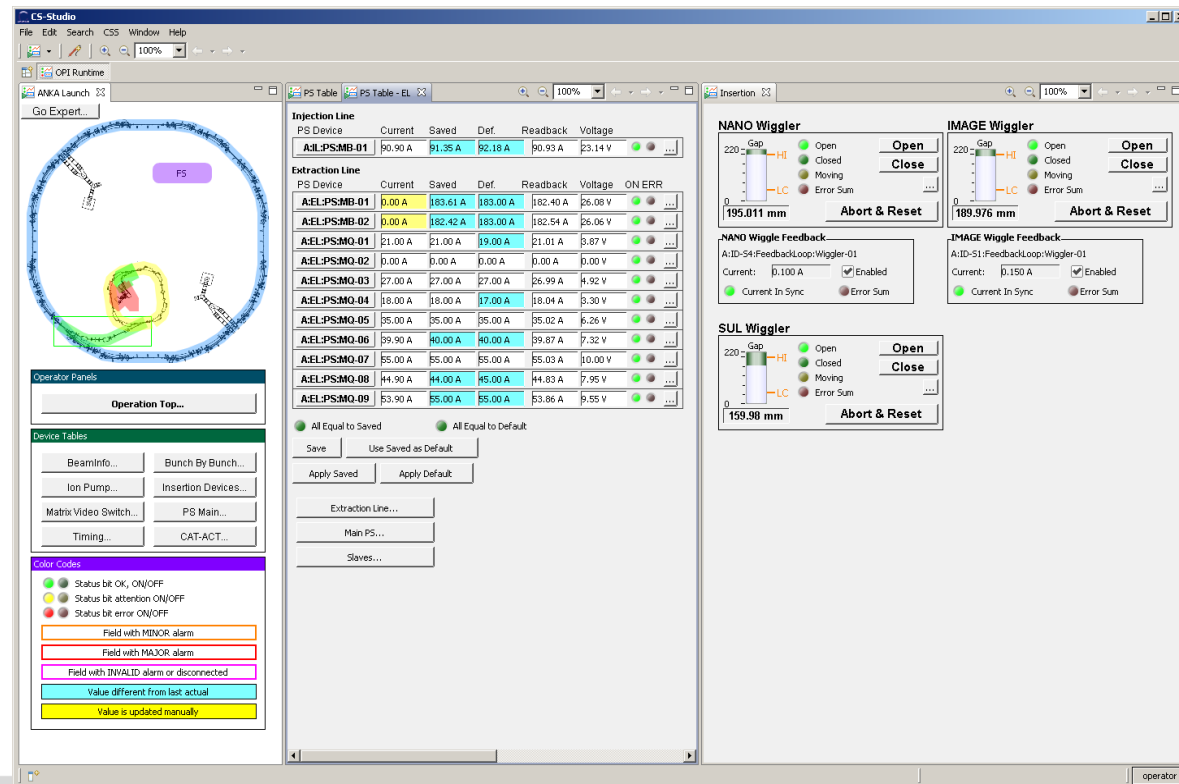 CS-Studio
File Edit Search CSS Window Help
100%
OPI Runtime
ANKA Launch
Go Expert...
PS
Operator Panels
Operation Top...
Device Tables
BeamInfo... Bunch By Bunch...
Ion Pump... Insertion Devices...
Matrix Video Switch... PS Main...
Timing... CAT-ACT...
Color Codes
Status bit OK, ON/OFF
Status bit attention ON/OFF
Status bit error ON/OFF
Field with MINOR alarm
Field with MAJOR alarm
Field with INVALID alarm or disconnected
Value different from last actual
Value is updated manually
PS Table PS Table - EL 100%
Injection Line
PS Device Current Saved Def. Readback Voltage
A:IL:PS:MB-01 90.90 A 91.35 A 92.18 A 90.93 A 23.14 V ...
Extraction Line
PS Device Current Saved Def. Readback Voltage ON ERR
A:EL:PS:MB-01 0.00 A 183.61 A 183.00 A 182.40 A 26.08 V ...
A:EL:PS:MB-02 0.00 A 182.42 A 183.00 A 182.54 A 26.06 V ...
A:EL:PS:MQ-01 21.00 A 21.00 A 19.00 A 21.01 A 3.87 V ...
A:EL:PS:MQ-02 0.00 A 0.00 A 0.00 A 0.00 A 0.00 V ...
A:EL:PS:MQ-03 27.00 A 27.00 A 27.00 A 26.99 A 4.92 V ...
A:EL:PS:MQ-04 18.00 A 18.00 A 17.00 A 18.04 A 3.30 V ...
A:EL:PS:MQ-05 35.00 A 35.00 A 35.00 A 35.02 A 6.26 V ...
A:EL:PS:MQ-06 39.90 A 40.00 A 40.00 A 39.87 A 7.32 V ...
A:EL:PS:MQ-07 55.00 A 55.00 A 55.00 A 55.03 A 10.00 V ...
A:EL:PS:MQ-08 44.90 A 44.00 A 45.00 A 44.83 A 7.95 V ...
A:EL:PS:MQ-09 53.90 A 55.00 A 55.00 A 53.86 A 9.55 V ...
All Equal to Saved All Equal to Default
Save Use Saved as Default
Apply Saved Apply Default
Extraction Line...
Main PS...
Slaves...
Insertion 100%
NANO Wiggler
Gap
220
HI
LC
0
195.011 mm
Open
Closed
Moving
Error Sum
Open
Close
...
Abort & Reset
IMAGE Wiggler
Gap
220
HI
LC
0
189.976 mm
Open
Closed
Moving
Error Sum
Open
Close
...
Abort & Reset
NANO Wiggle Feedback
A:ID-S4:FeedbackLoop:Wiggler-01
Current: 0.100 A Enabled
Current In Sync Error Sum
IMAGE Wiggle Feedback
A:ID-S1:FeedbackLoop:Wiggler-01
Current: 0.150 A Enabled
Current In Sync Error Sum
SUL Wiggler
Gap
220
HI
LC
0
159.98 mm
Open
Closed
Moving
Error Sum
Open
Close
...
Abort & Reset
operator